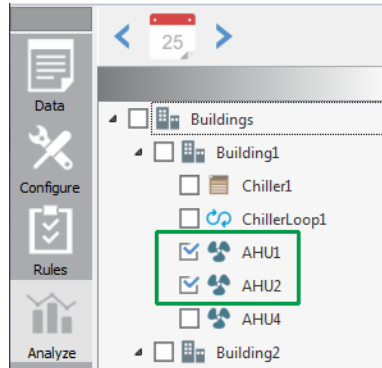 25
Data
Configure
Rules
Analyze
Buildings
Building1
Chiller1
ChillerLoop1
AHU1
AHU2
AHU4
Building2